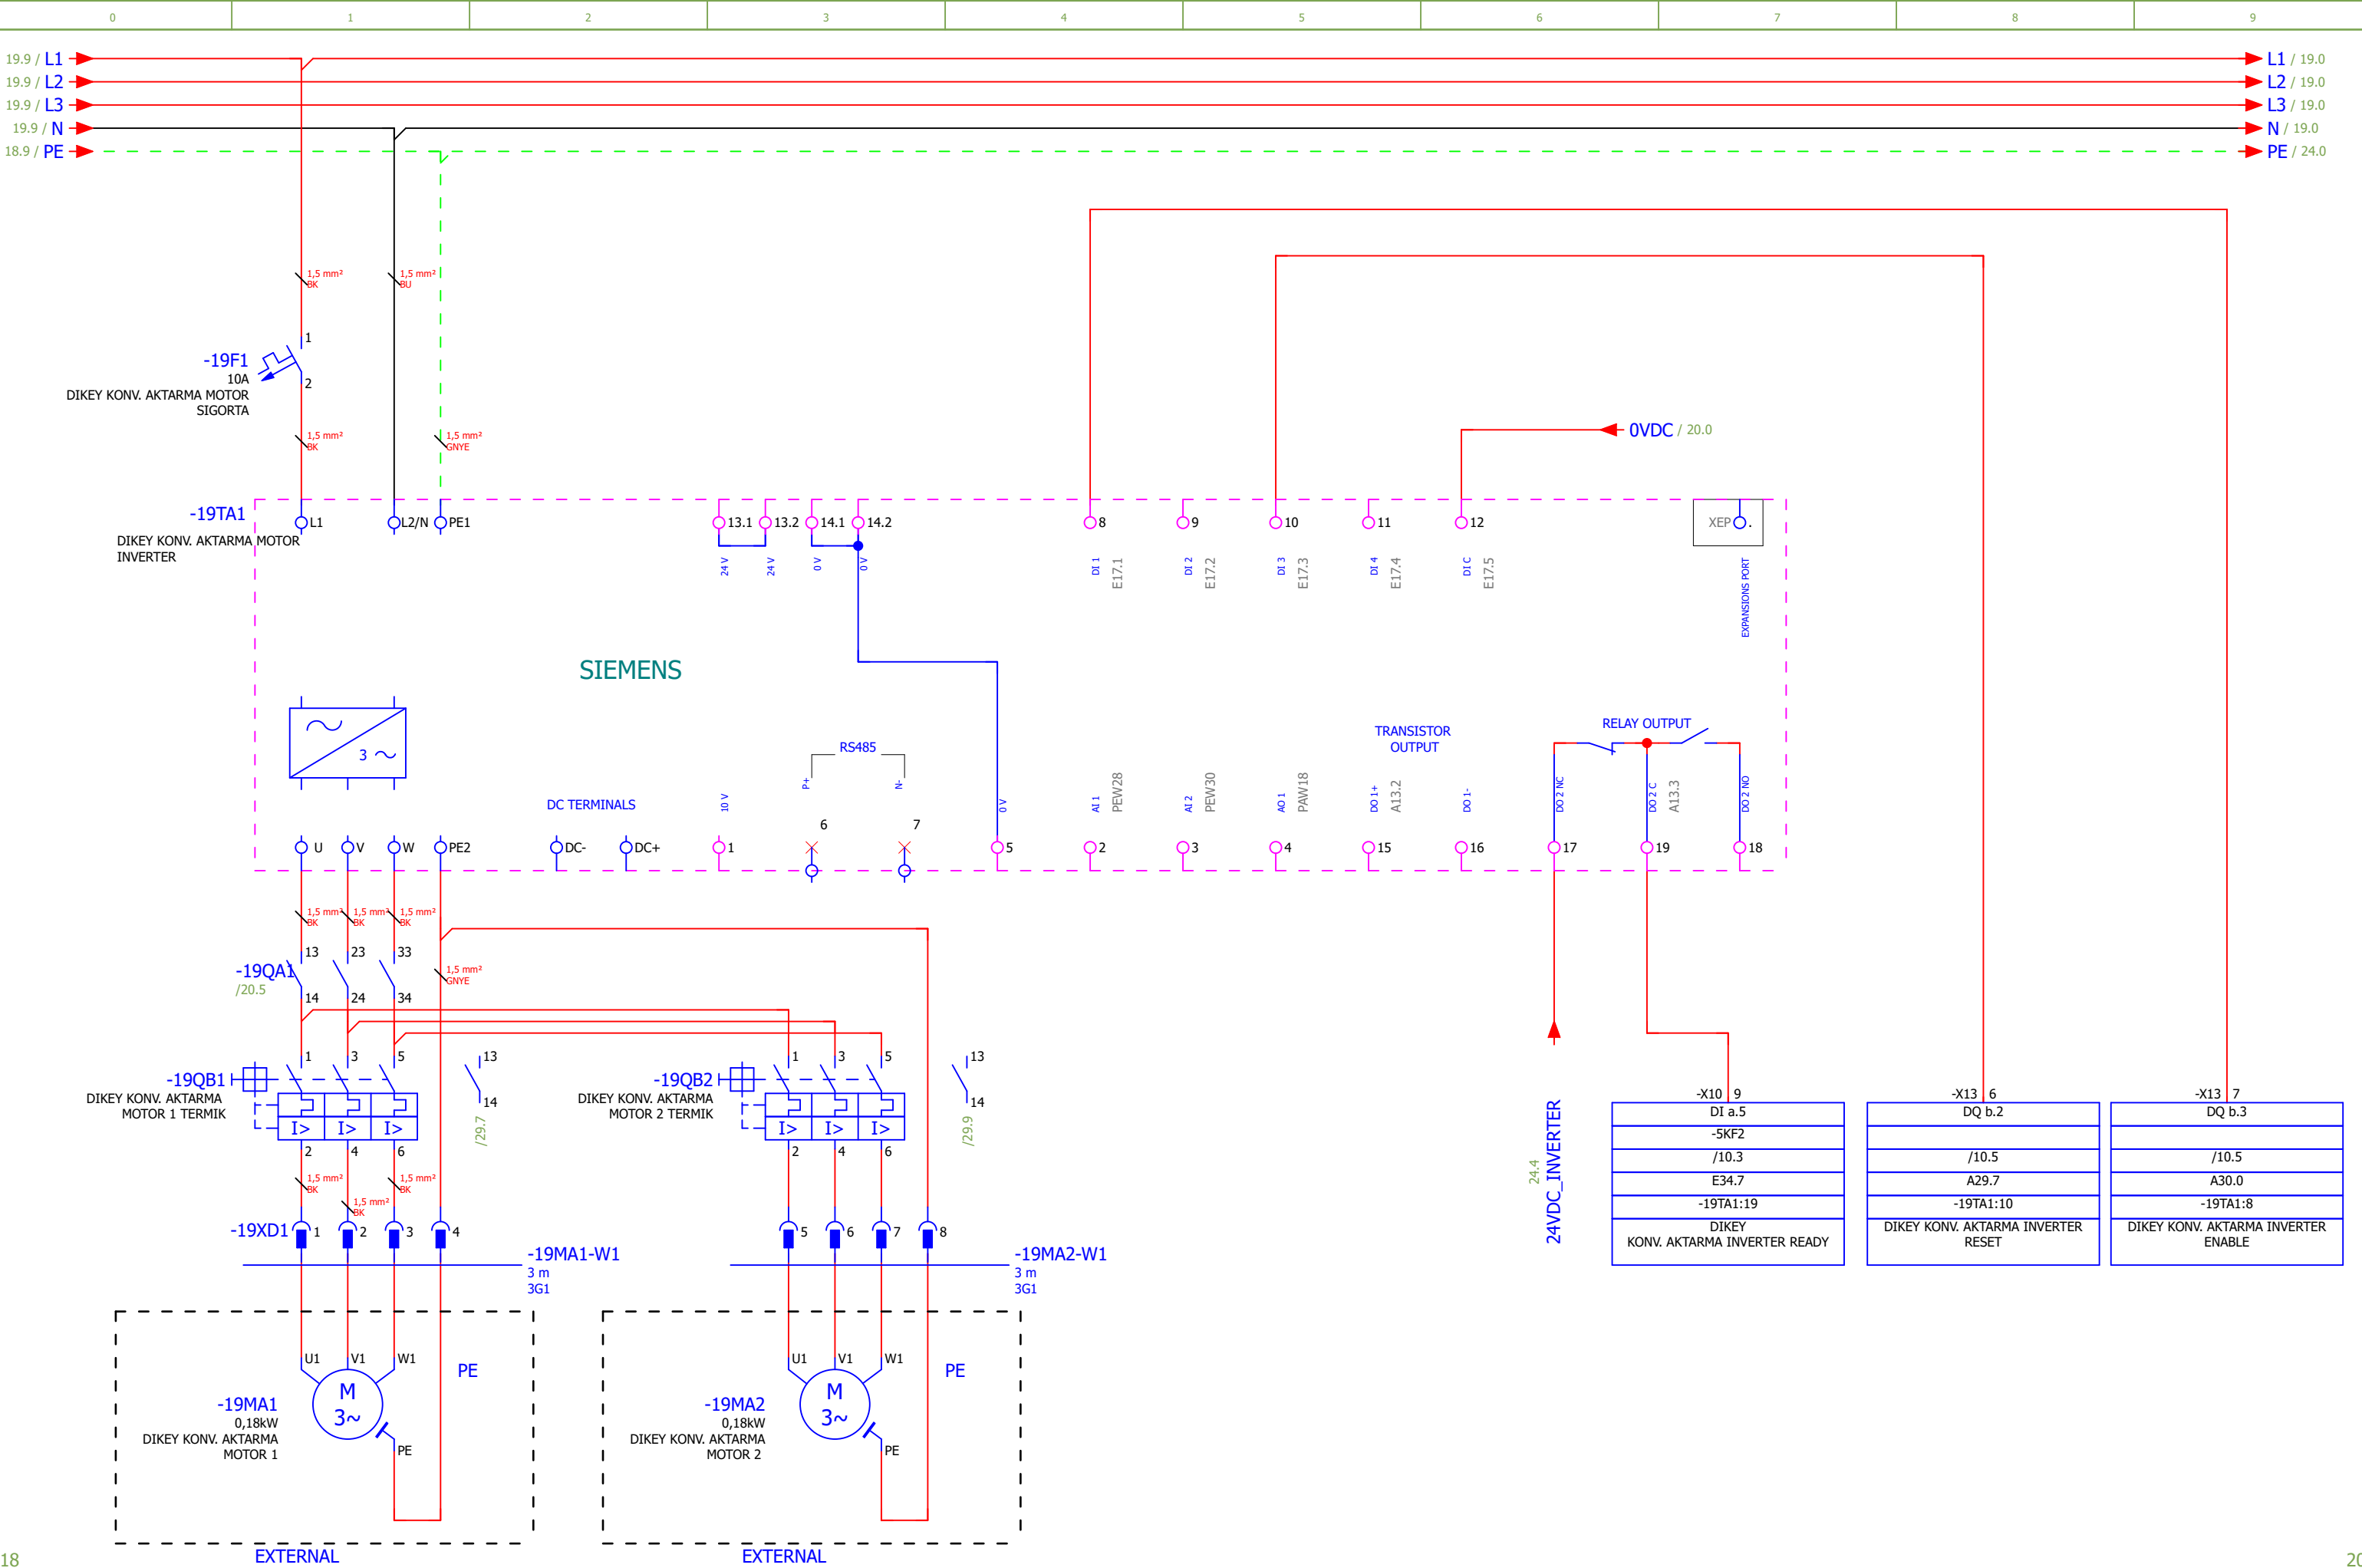 0 1 2 3 4 5 6 7 8 9
19.9 / L1 L1 / 19.0
19.9 / L2 L2 / 19.0
19.9 / L3 L3 / 19.0
19.9 / N N / 19.0
18.9 / PE PE / 24.0
1,5 mm² 1,5 mm²
BK BU
1
-19F1
10A
2
DIKEY KONV. AKTARMA MOTOR
SIGORTA
0VDC / 20.0
1,5 mm² 1,5 mm²
BK GNYE
-19TA1
L1 L2/N PE1 13.1 13.2 14.1 14.2 8 9 10 11 12 XEP .
DIKEY KONV. AKTARMA MOTOR
INVERTER
24 V 24 V 0 V 0 V DI 1 E17.1 DI 2 E17.2 DI 3 E17.3 DI 4 E17.4 DI C E17.5 EXPANSIONS PORT
SIEMENS
RELAY OUTPUT
TRANSISTOR
OUTPUT
RS485
3
DC TERMINALS
10 V P+ N- 0 V AI 1 PEW28 AI 2 PEW30 AO 1 PAW18 DO 1+ A13.2 DO 1- DO 2 NC DO 2 C A13.3 DO 2 NO
6 7
U V W PE2 DC- DC+ 1 5 2 3 4 15 16 17 19 18
1,5 mm² 1,5 mm² 1,5 mm²
BK BK BK
13 23 33
-19QA1
/20.5
14 24 34
1,5 mm²
GNYE
1 3 5 13 1 3 5 13
-19QB1
DIKEY KONV. AKTARMA
MOTOR 1 TERMIK
14
/29.7
I> I> I>
2 4 6
-19QB2
DIKEY KONV. AKTARMA
MOTOR 2 TERMIK
14
/29.9
I> I> I>
2 4 6
1,5 mm² 1,5 mm²
BK BK
1,5 mm²
BK
-19XD1 1 2 3 4 5 6 7 8
-19MA1-W1
3 m
3G1
-19MA2-W1
3 m
3G1
24.4
24VDC_INVERTER
-X10 9
DI a.5
-5KF2
/10.3
E34.7
-19TA1:19
DIKEY
KONV. AKTARMA INVERTER READY
-X13 6
DQ b.2
/10.5
A29.7
-19TA1:10
DIKEY KONV. AKTARMA INVERTER
RESET
-X13 7
DQ b.3
/10.5
A30.0
-19TA1:8
DIKEY KONV. AKTARMA INVERTER
ENABLE
U1 V1 W1 PE
M
3~
-19MA1
0,18kW
DIKEY KONV. AKTARMA
MOTOR 1
PE
EXTERNAL
U1 V1 W1 PE
M
3~
-19MA2
0,18kW
DIKEY KONV. AKTARMA
MOTOR 2
PE
EXTERNAL
18 20